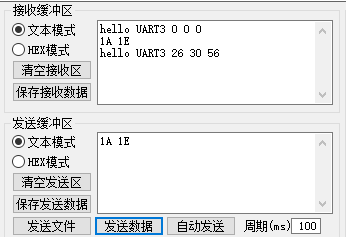 接收缓冲区
文本模式
HEX模式
清空接收区
保存接收数据
hello UART3 0 0 0
1A 1E
hello UART3 26 30 56
发送缓冲区
文本模式
HEX模式
清空发送区
保存发送数据
1A 1E
发送文件 发送数据 自动发送 周期(ms) 100